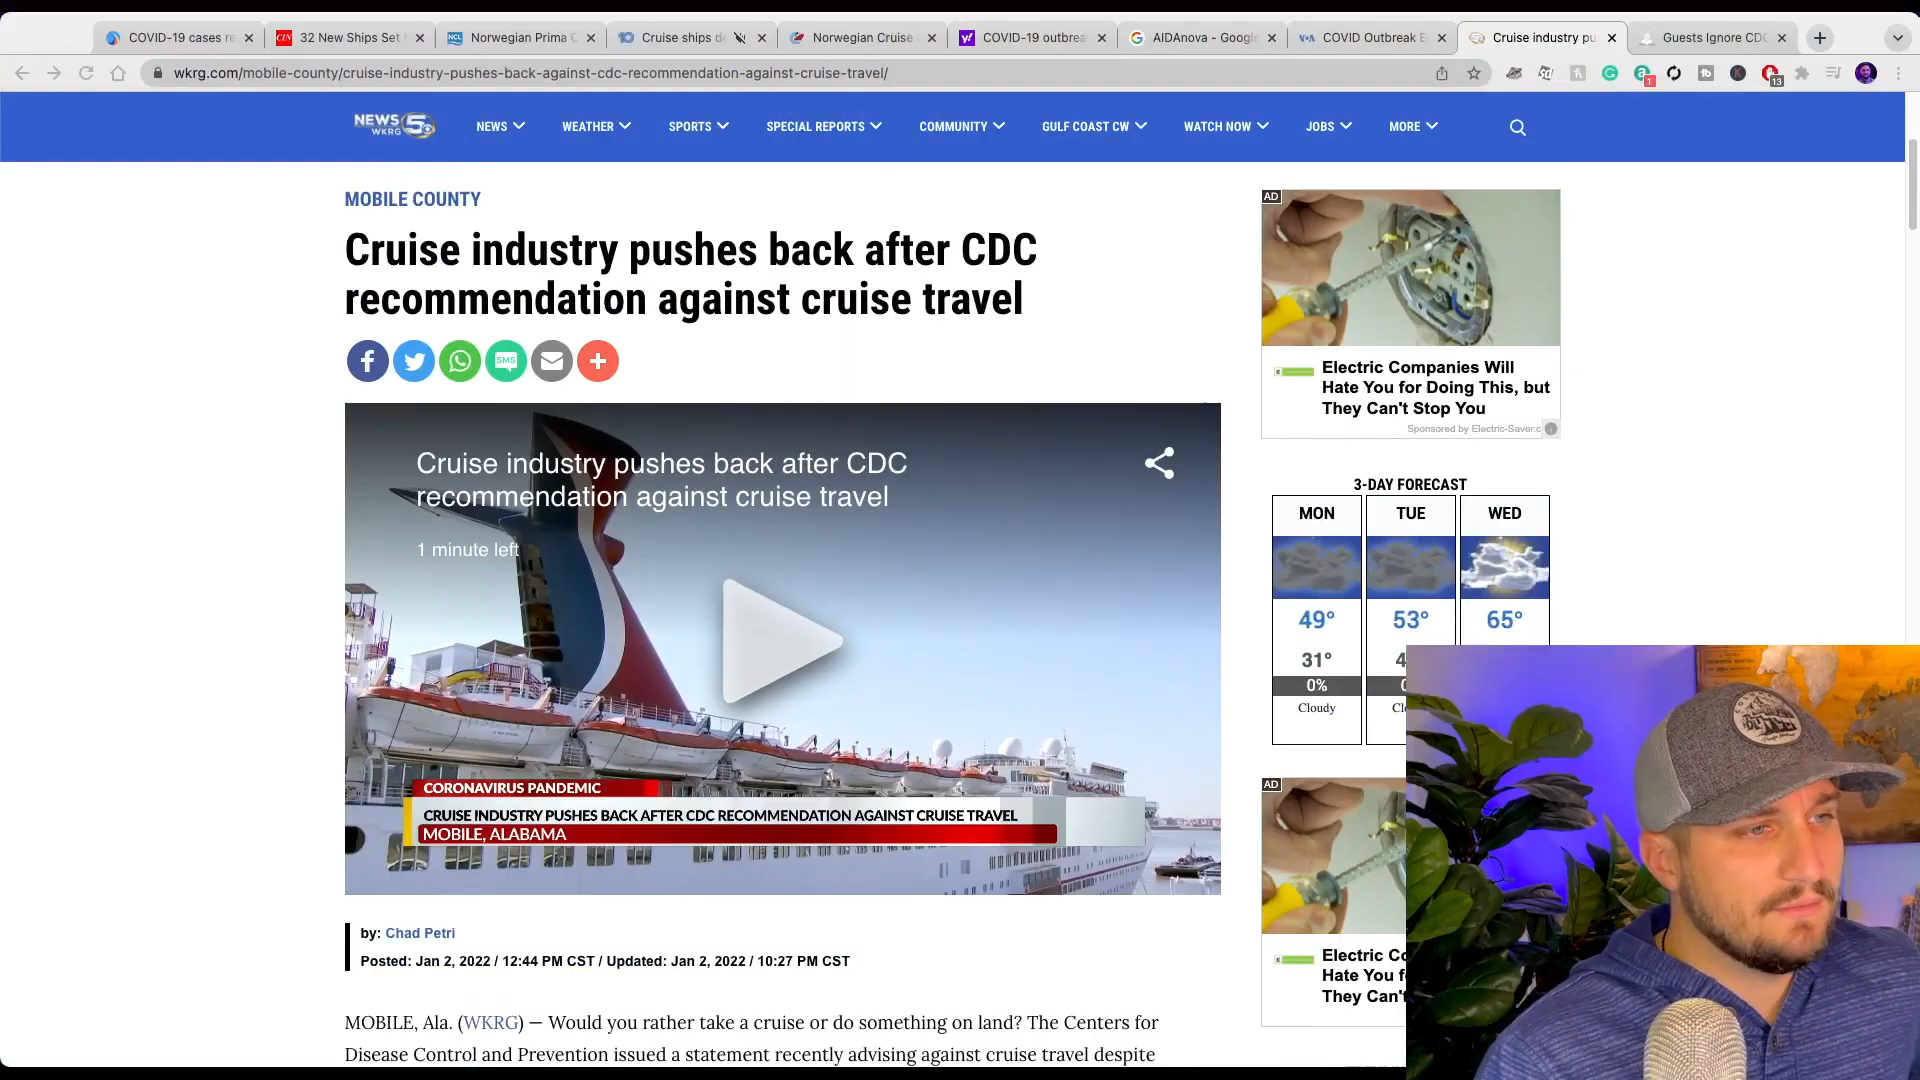 COVID-19 cases re
32 New Ships Set
Norwegian Prima C
Cruise ships de
Norwegian Cruise
COVID-19 outbrea
AIDAnova - Google
COVID Outbreak E
Cruise industry pu
Guests Ignore CDC
wkrg.com/mobile-county/cruise-industry-pushes-back-against-cdc-recommendation-against-cruise-travel/
1
13
NEWS 5
WKRG
NEWS
WEATHER
SPORTS
SPECIAL REPORTS
COMMUNITY
GULF COAST CW
WATCH NOW
JOBS
MORE
MOBILE COUNTY
Cruise industry pushes back after CDC
recommendation against cruise travel
SMS
Cruise industry pushes back after CDC
recommendation against cruise travel
1 minute left
CORONAVIRUS PANDEMIC
CRUISE INDUSTRY PUSHES BACK AFTER CDC RECOMMENDATION AGAINST CRUISE TRAVEL
MOBILE, ALABAMA
by: Chad Petri
Posted: Jan 2, 2022 / 12:44 PM CST / Updated: Jan 2, 2022 / 10:27 PM CST
MOBILE, Ala. (WKRG) — Would you rather take a cruise or do something on land? The Centers for
Disease Control and Prevention issued a statement recently advising against cruise travel despite
AD
Electric Companies Will
Hate You for Doing This, but
They Can't Stop You
Sponsored by Electric-Saver.c
3-DAY FORECAST
MON
TUE
WED
49°
53°
65°
31°
4
0%
0
Cloudy
Cl
AD
Electric Co
Hate You f
They Can't